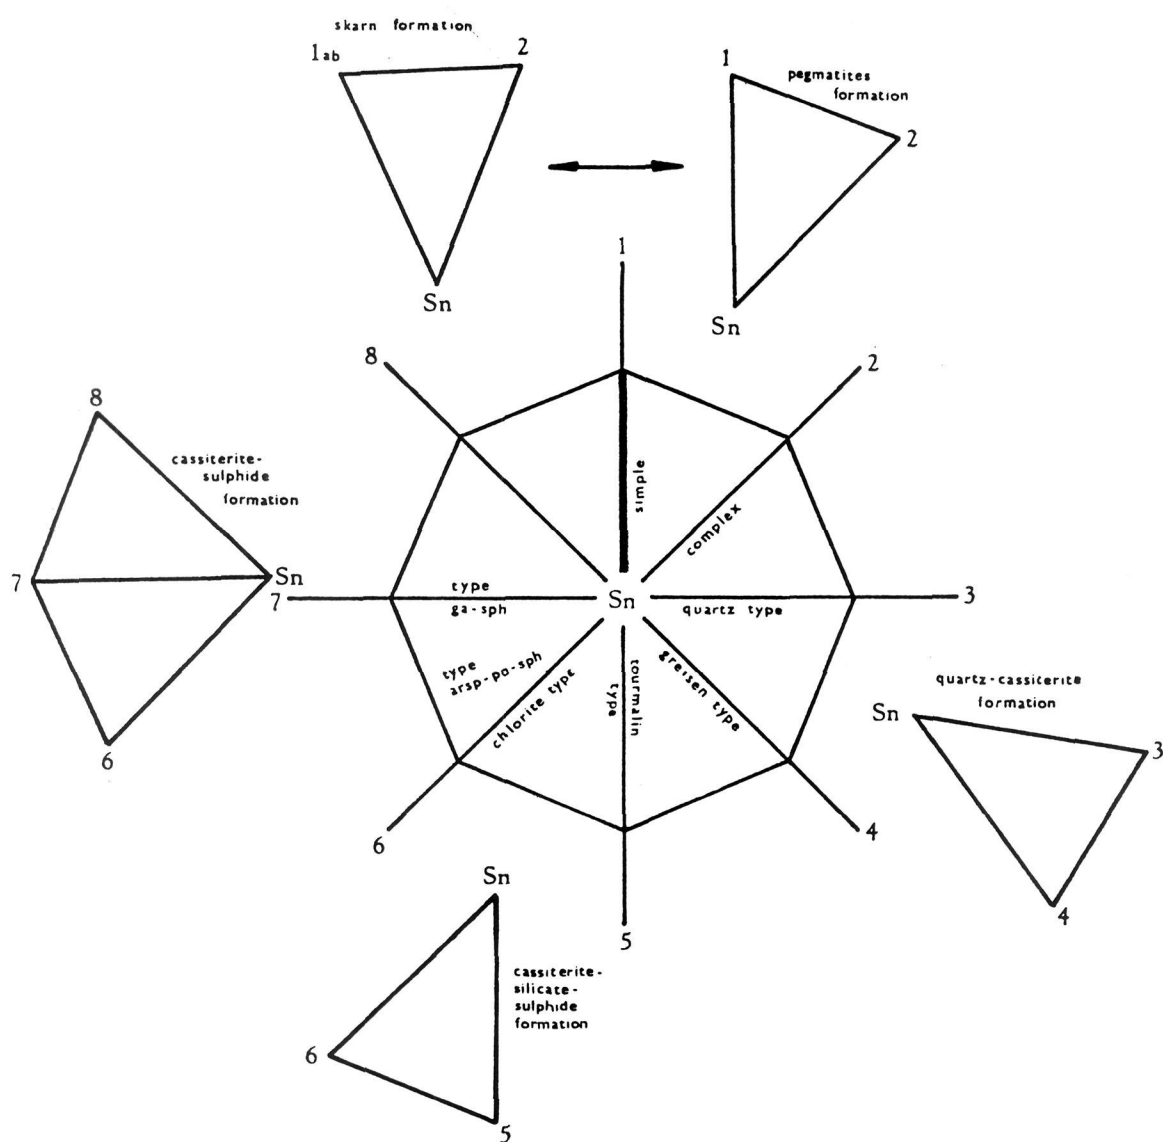 skarn formation
1ab
2
Sn
1
pegmatites
formation
2
Sn
1
8
2
8
cassiterite-
sulphide
formation
7
Sn
6
simple
complex
7
type
ga-sph
Sn
quartz type
3
type
arsp-po-sph
chlorite type
tourmalin
type
greisen type
6
5
4
quartz-cassiterite
formation
Sn
3
4
Sn
cassiterite-
silicate-
sulphide
formation
6
5